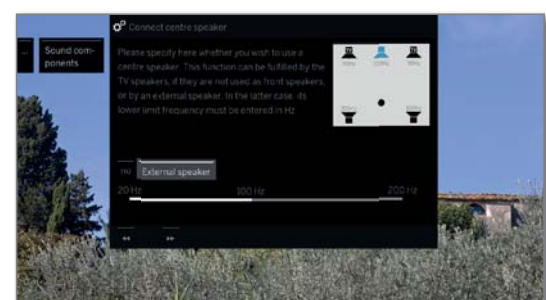 Connect centre speaker
... Sound com-
ponents
Please specify here whether you wish to use a
centre speaker. This function can be fulfilled by the
TV speakers, if they are not used as front speakers,
or by an external speaker. In the latter case, its
lower limit frequency must be entered in Hz
no External speaker
20 Hz 100 Hz 200 Hz